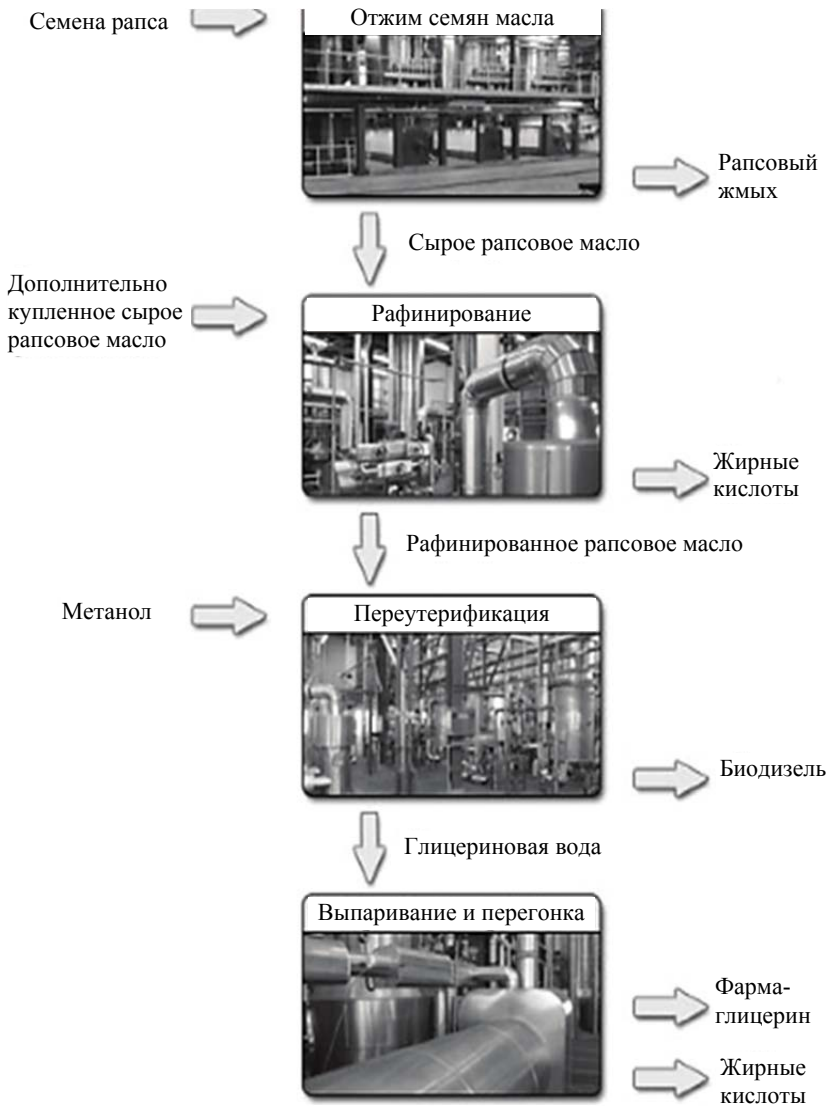 Семена рапса
Отжим семян масла
Рапсовый
жмых
Сырое рапсовое масло
Дополнительно
купленное сырое
рапсовое масло
Рафинирование
Жирные
кислоты
Рафинированное рапсовое масло
Метанол
Переутерификация
Биодизель
Глицериновая вода
Выпаривание и перегонка
Фарма-
глицерин
Жирные
кислоты